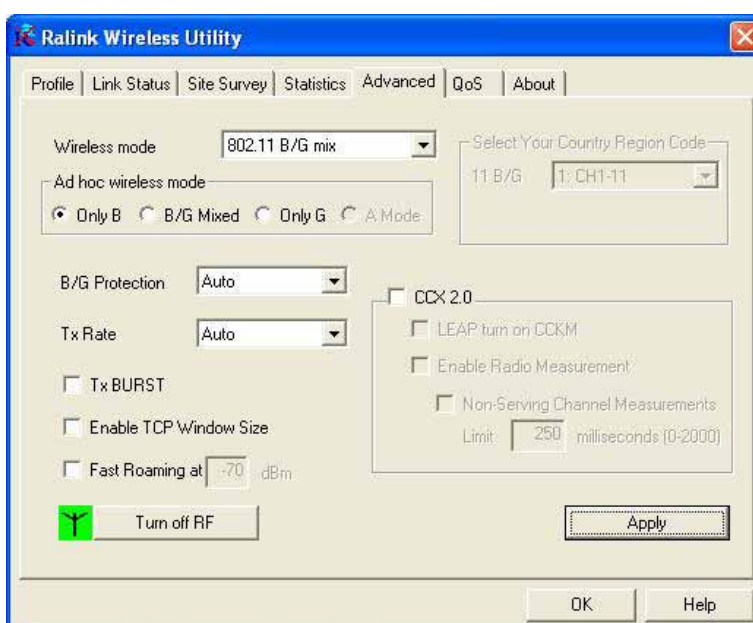 Ralink Wireless Utility
Profile Link Status Site Survey Statistics Advanced QoS About
Wireless mode 802.11 B/G mix
Select Your Country Region Code
11 B/G 1: CH1-11
Ad hoc wireless mode
Only B B/G Mixed Only G A Mode
B/G Protection Auto
Tx Rate Auto
Tx BURST
Enable TCP Window Size
Fast Roaming at -70 dBm
CCX 2.0
LEAP turn on CCKM
Enable Radio Measurement
Non-Serving Channel Measurements
Limit 250 milliseconds (0-2000)
Turn off RF
Apply
OK Help